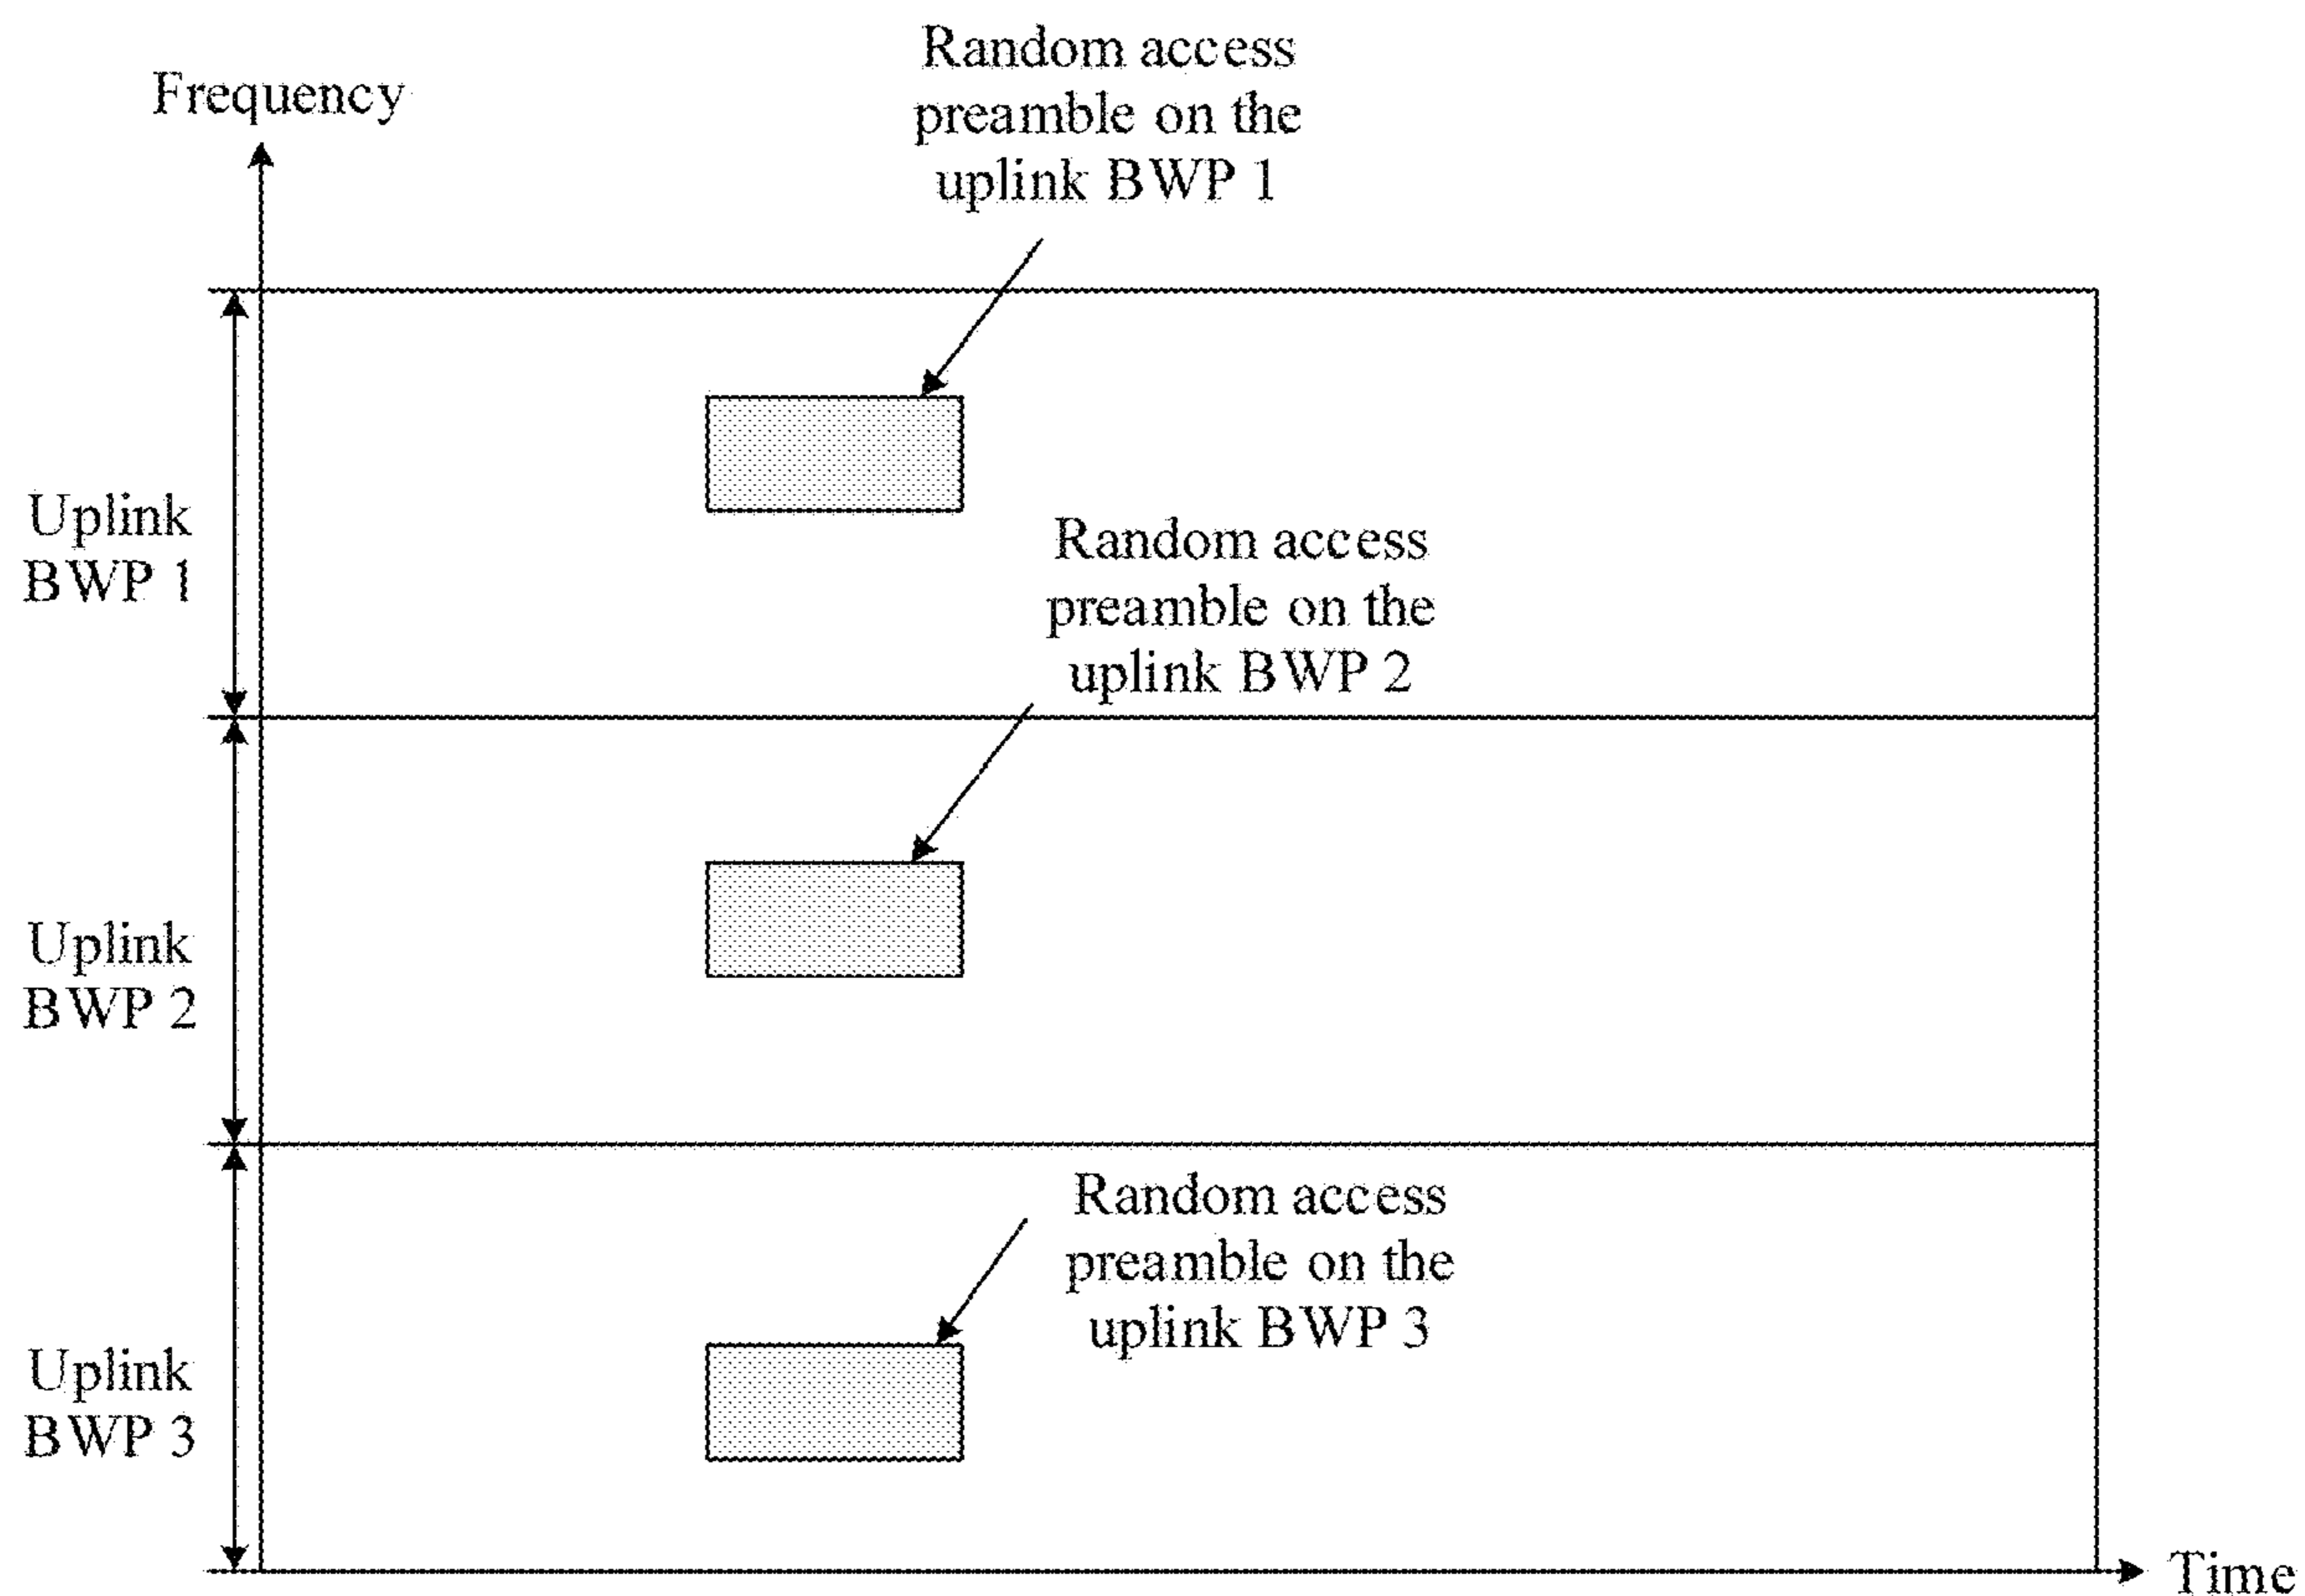 Random access
preamble on the
uplink BWP 1
Frequency
Uplink
BWP 1
Random access
preamble on the
uplink BWP 2
Uplink
BWP 2
Random access
preamble on the
uplink BWP 3
Uplink
BWP 3
Time